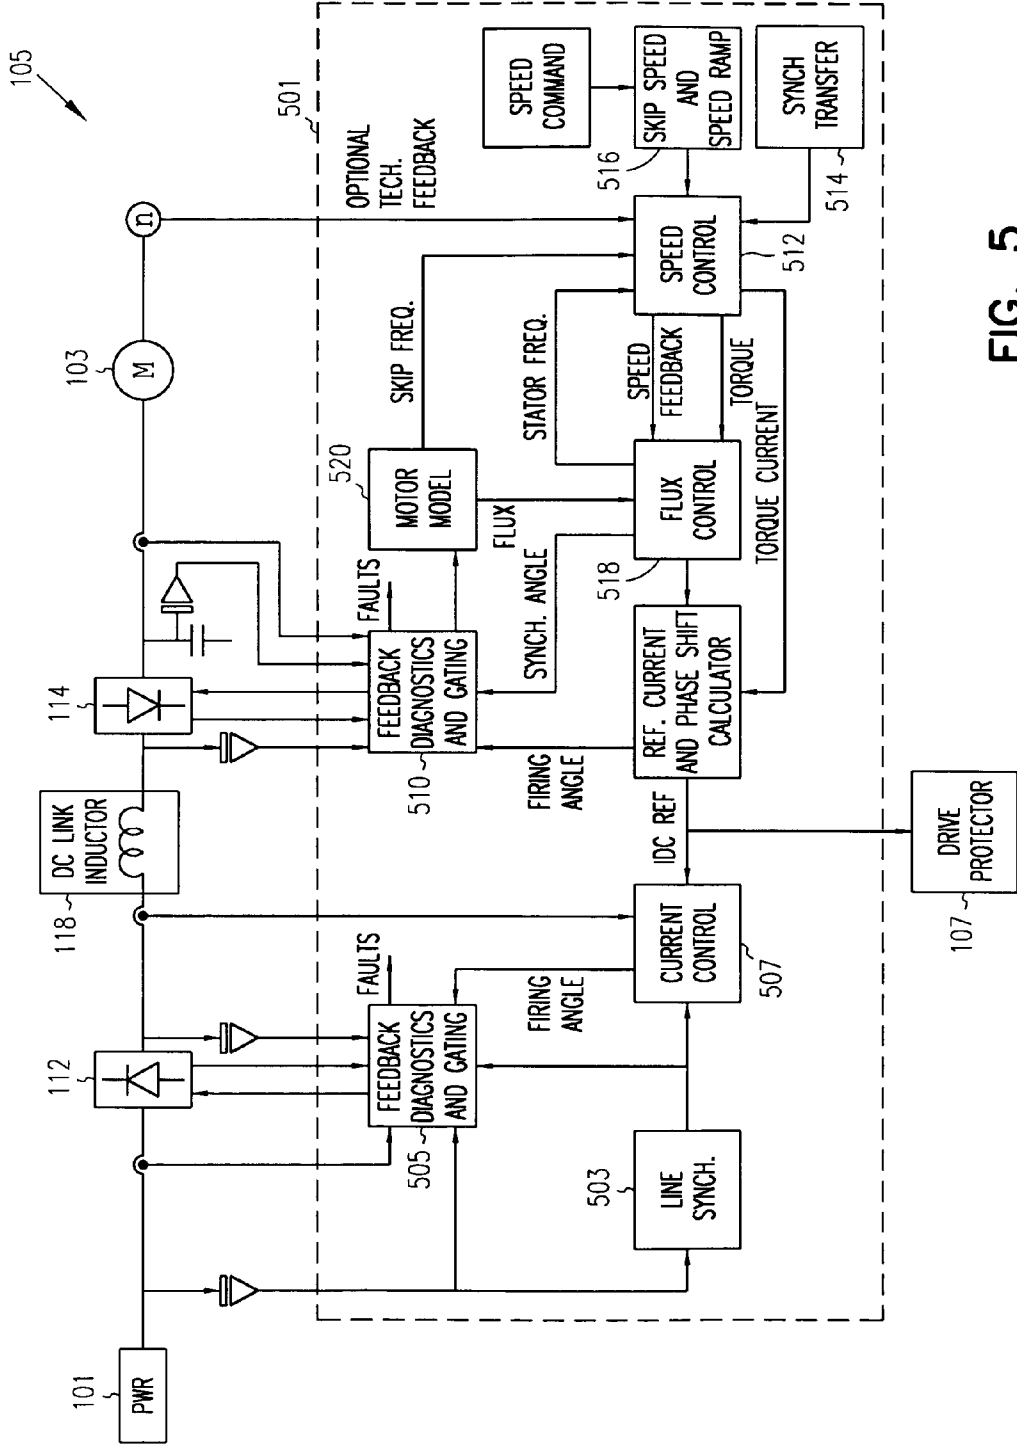 105
101
PWR
112
118
DC LINK
INDUCTOR
114
103
M
n
501
OPTIONAL
TECH.
FEEDBACK
FAULTS
FEEDBACK
DIAGNOSTICS
AND GATING
505
FAULTS
FEEDBACK
DIAGNOSTICS
AND GATING
510
520
MOTOR
MODEL
SKIP FREQ.
FLUX
SYNCH. ANGLE
STATOR FREQ.
SPEED
FEEDBACK
TORQUE
TORQUE CURRENT
FIRING
ANGLE
FIRING
ANGLE
SPEED
COMMAND
SKIP SPEED
AND
SPEED RAMP
516
SYNCH
TRANSFER
514
SPEED
CONTROL
512
FLUX
CONTROL
518
REF. CURRENT
AND PHASE SHIFT
CALCULATOR
IDC REF
CURRENT
CONTROL
507
503
LINE
SYNCH.
DRIVE
PROTECTOR
107
FIG. 5